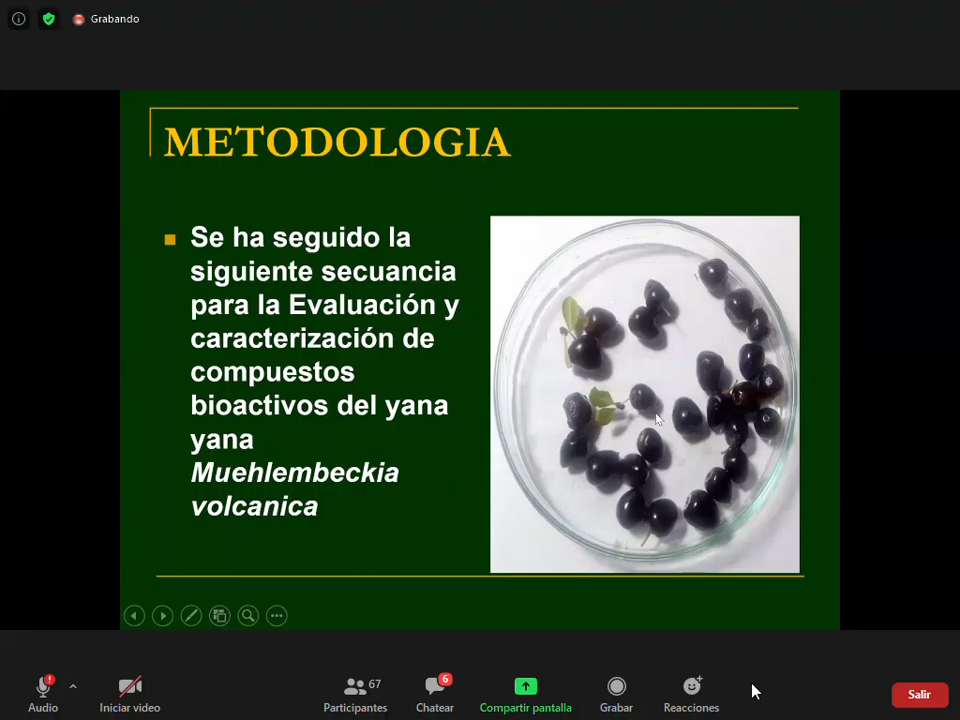 Grabando
METODOLOGIA
Se ha seguido la
siguiente secuancia
para la Evaluación y
caracterización de
compuestos
bioactivos del yana
yana
Muehlembeckia
volcanica
67
6
Audio
Iniciar video
Participantes
Chatear
Compartir pantalla
Grabar
Reacciones
Salir